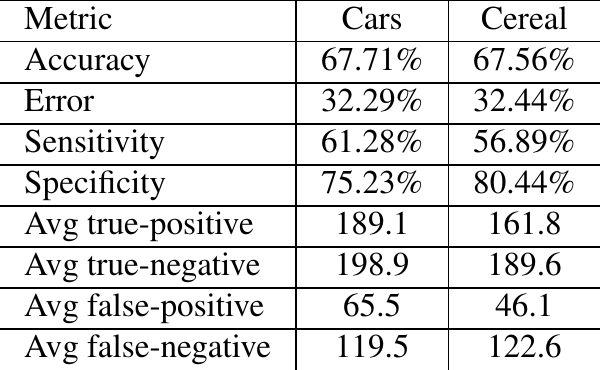 Metric Cars Cereal
Accuracy 67.71% 67.56%
Error 32.29% 32.44%
Sensitivity 61.28% 56.89%
Specificity 75.23% 80.44%
Avg true-positive 189.1 161.8
Avg true-negative 198.9 189.6
Avg false-positive 65.5 46.1
Avg false-negative 119.5 122.6